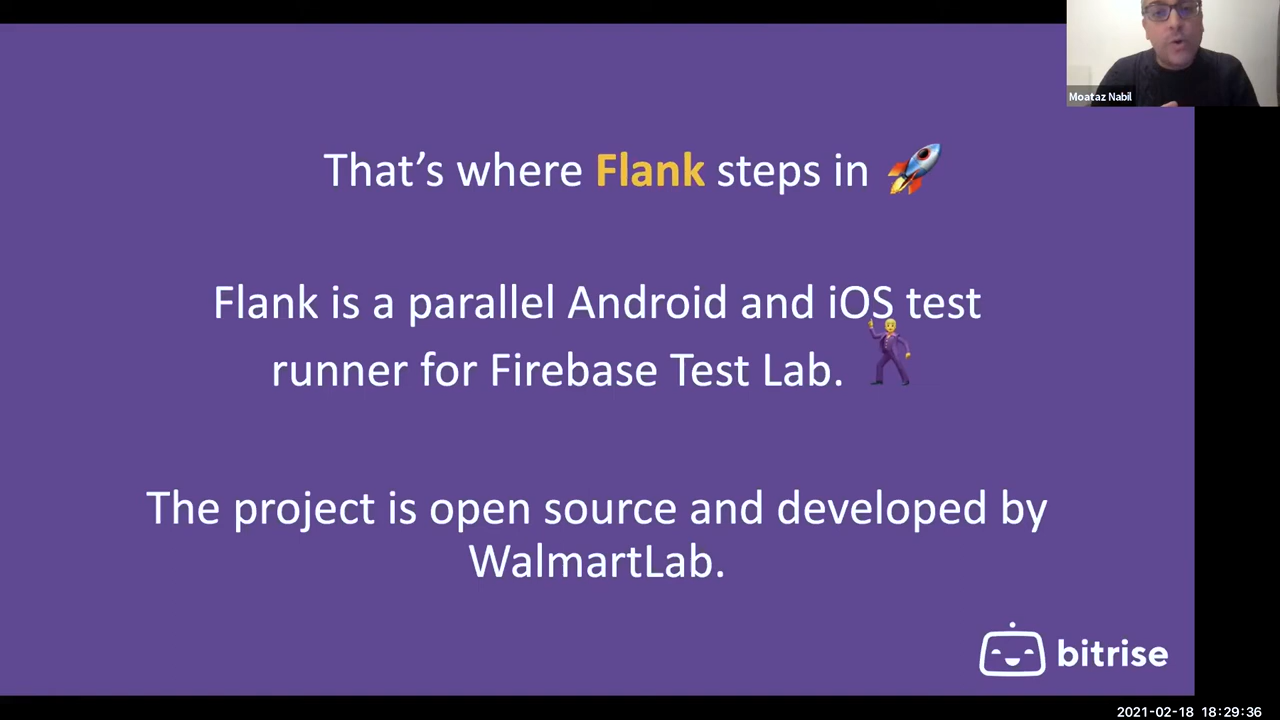 Moataz Nabil
That’s where Flank steps in 🚀
Flank is a parallel Android and iOS test
runner for Firebase Test Lab. 🕺
The project is open source and developed by
WalmartLab.
bitrise
2021-02-18 18:29:36